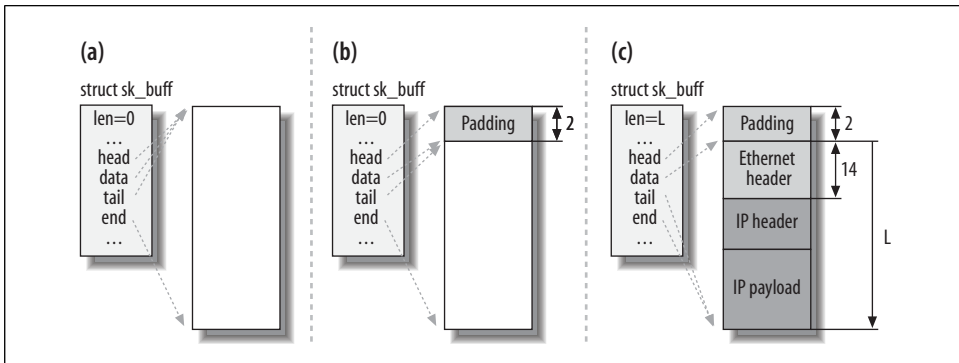 (a)
struct sk_buff
len=0
...
head
data
tail
end
...
(b)
struct sk_buff
len=0
...
head
data
tail
end
...
Padding
2
(c)
struct sk_buff
len=L
...
head
data
tail
end
...
Padding
2
Ethernet
header
14
IP header
IP payload
L